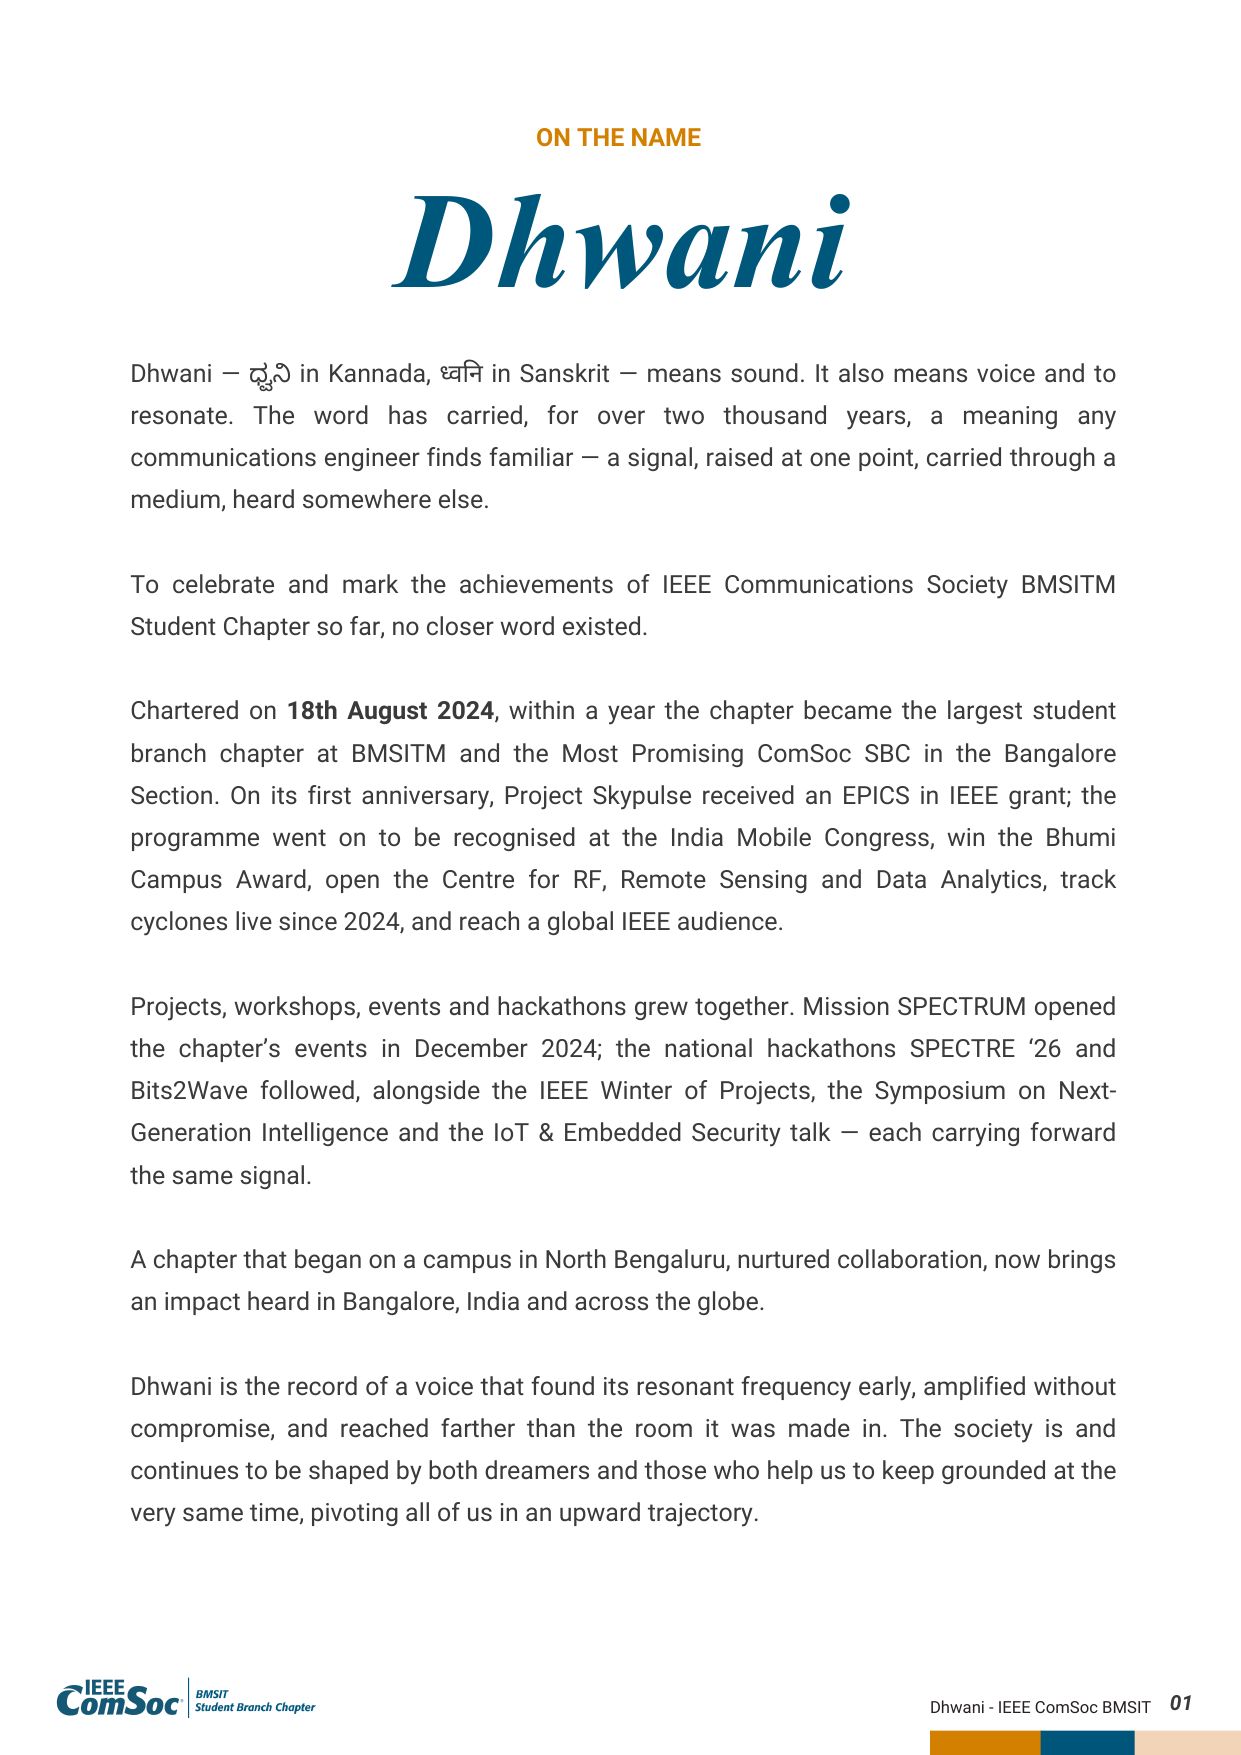 ON THE NAME
Dhwani
Dhwani — ಧ್ವನಿ in Kannada, ध्वनि in Sanskrit — means sound. It also means voice and to
resonate. The word has carried, for over two thousand years, a meaning any
communications engineer finds familiar — a signal, raised at one point, carried through a
medium, heard somewhere else.
To celebrate and mark the achievements of IEEE Communications Society BMSITM
Student Chapter so far, no closer word existed.
Chartered on 18th August 2024, within a year the chapter became the largest student
branch chapter at BMSITM and the Most Promising ComSoc SBC in the Bangalore
Section. On its first anniversary, Project Skypulse received an EPICS in IEEE grant; the
programme went on to be recognised at the India Mobile Congress, win the Bhumi
Campus Award, open the Centre for RF, Remote Sensing and Data Analytics, track
cyclones live since 2024, and reach a global IEEE audience.
Projects, workshops, events and hackathons grew together. Mission SPECTRUM opened
the chapter’s events in December 2024; the national hackathons SPECTRE ‘26 and
Bits2Wave followed, alongside the IEEE Winter of Projects, the Symposium on Next-
Generation Intelligence and the IoT & Embedded Security talk — each carrying forward
the same signal.
A chapter that began on a campus in North Bengaluru, nurtured collaboration, now brings
an impact heard in Bangalore, India and across the globe.
Dhwani is the record of a voice that found its resonant frequency early, amplified without
compromise, and reached farther than the room it was made in. The society is and
continues to be shaped by both dreamers and those who help us to keep grounded at the
very same time, pivoting all of us in an upward trajectory.
IEEE
ComSoc
BMSIT
Student Branch Chapter
Dhwani - IEEE ComSoc BMSIT 01